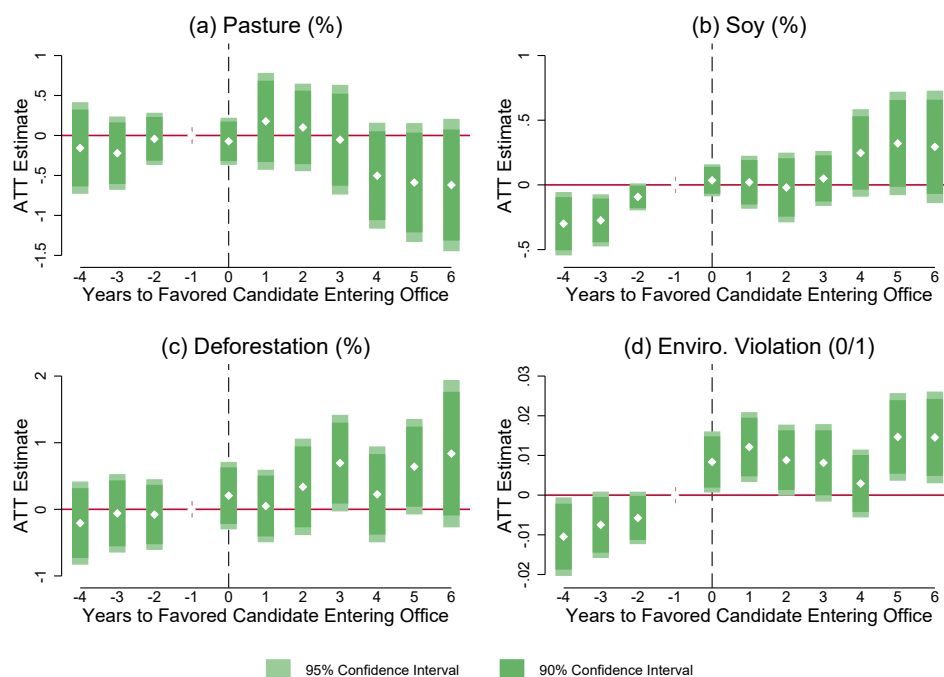 (a) Pasture (%)
ATT Estimate
1
.5
0
-.5
-1
-1.5
-4 -3 -2 -1 0 1 2 3 4 5 6
Years to Favored Candidate Entering Office
(b) Soy (%)
ATT Estimate
1
.5
0
-.5
-4 -3 -2 -1 0 1 2 3 4 5 6
Years to Favored Candidate Entering Office
(c) Deforestation (%)
ATT Estimate
2
1
0
-1
-4 -3 -2 -1 0 1 2 3 4 5 6
Years to Favored Candidate Entering Office
(d) Enviro. Violation (0/1)
ATT Estimate
.03
.02
.01
0
-.01
-.02
-4 -3 -2 -1 0 1 2 3 4 5 6
Years to Favored Candidate Entering Office
95% Confidence Interval
90% Confidence Interval